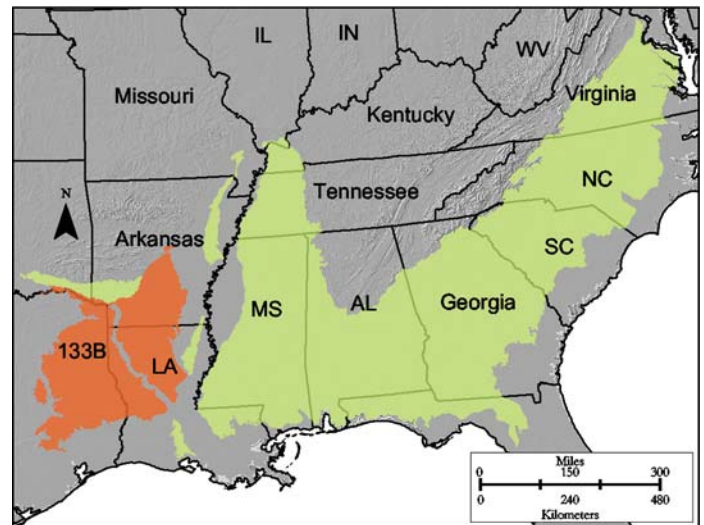 IL
IN
WV
Missouri
Virginia
Kentucky
N
NC
Tennessee
Arkansas
SC
MS
AL
Georgia
133B
LA
Miles
0 150 300
0 240 480
Kilometers